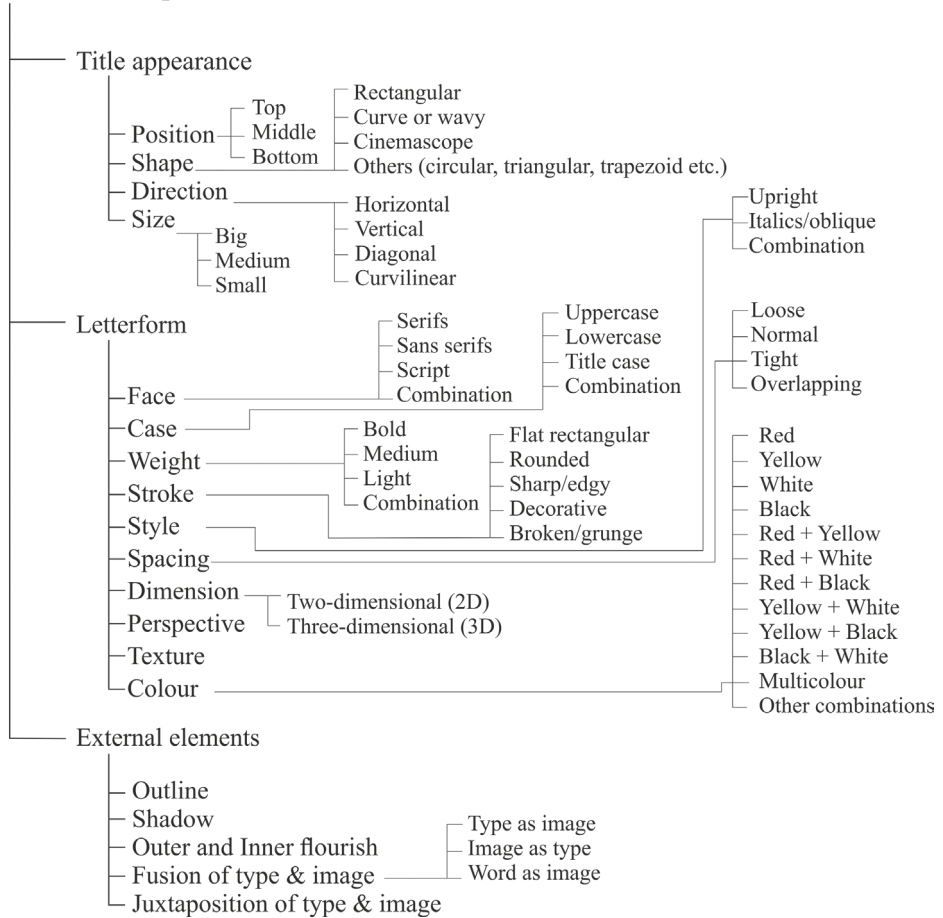 Title appearance
Position
Top
Middle
Bottom
Shape
Rectangular
Curve or wavy
Cinemascope
Others (circular, triangular, trapezoid etc.)
Direction
Horizontal
Vertical
Diagonal
Curvilinear
Size
Big
Medium
Small
Letterform
Face
Serifs
Sans serifs
Script
Combination
Case
Uppercase
Lowercase
Title case
Combination
Weight
Bold
Medium
Light
Combination
Stroke
Flat rectangular
Rounded
Sharp/edgy
Decorative
Broken/grunge
Style
Upright
Italics/oblique
Combination
Spacing
Loose
Normal
Tight
Overlapping
Dimension
Two-dimensional (2D)
Three-dimensional (3D)
Perspective
Texture
Colour
Red
Yellow
White
Black
Red + Yellow
Red + White
Red + Black
Yellow + White
Yellow + Black
Black + White
Multicolour
Other combinations
External elements
Outline
Shadow
Outer and Inner flourish
Fusion of type & image
Type as image
Image as type
Word as image
Juxtaposition of type & image